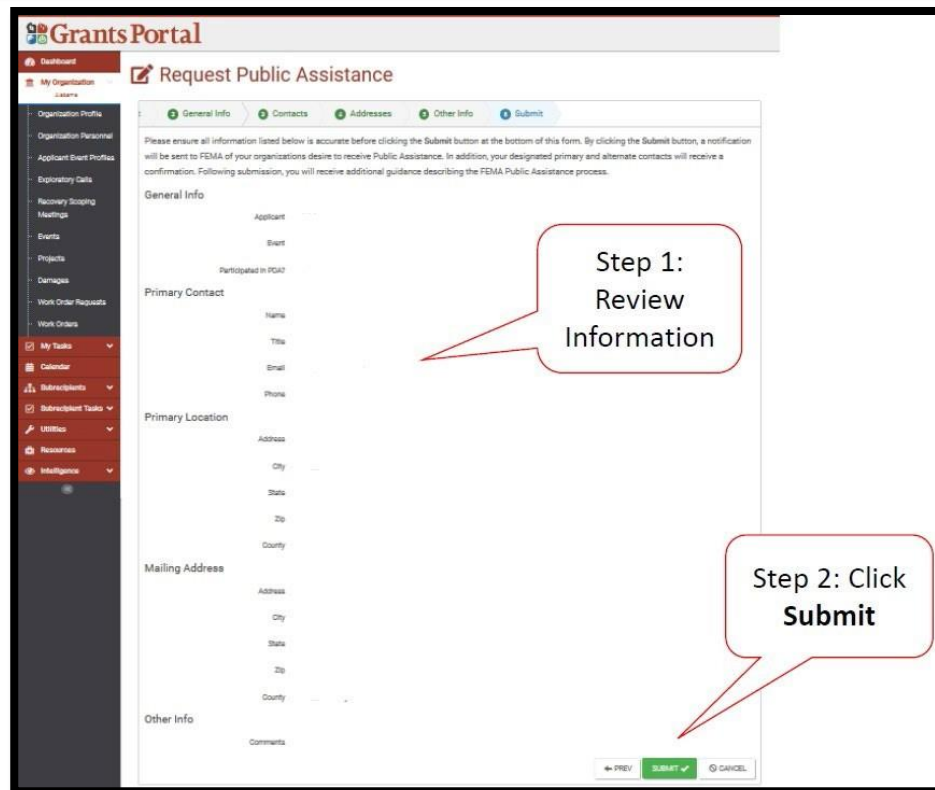 Grants Portal
Dashboard
My Organization
Organization Profile
Organization Personnel
Applicant Event Profiles
Exploratory Calls
Recovery Scoping
Meetings
Events
Projects
Damages
Work Order Requests
Work Orders
My Tasks
Calendar
Subrecipients
Subrecipient Tasks
Utilities
Resources
Intelligence
Request Public Assistance
General Info
Contacts
Addresses
Other Info
Submit
Please ensure all information listed below is accurate before clicking the Submit button at the bottom of this form. By clicking the Submit button, a notification
will be sent to FEMA of your organizations desire to receive Public Assistance. In addition, your designated primary and alternate contacts will receive a
confirmation. Following submission, you will receive additional guidance describing the FEMA Public Assistance process.
General Info
Applicant
Event
Participated in PDA?
Primary Contact
Name
Title
Email
Phone
Primary Location
Address
City
State
Zip
County
Mailing Address
Address
City
State
Zip
County
Other Info
Comments
PREV
SUBMIT
CANCEL
Step 1:
Review
Information
Step 2: Click
Submit